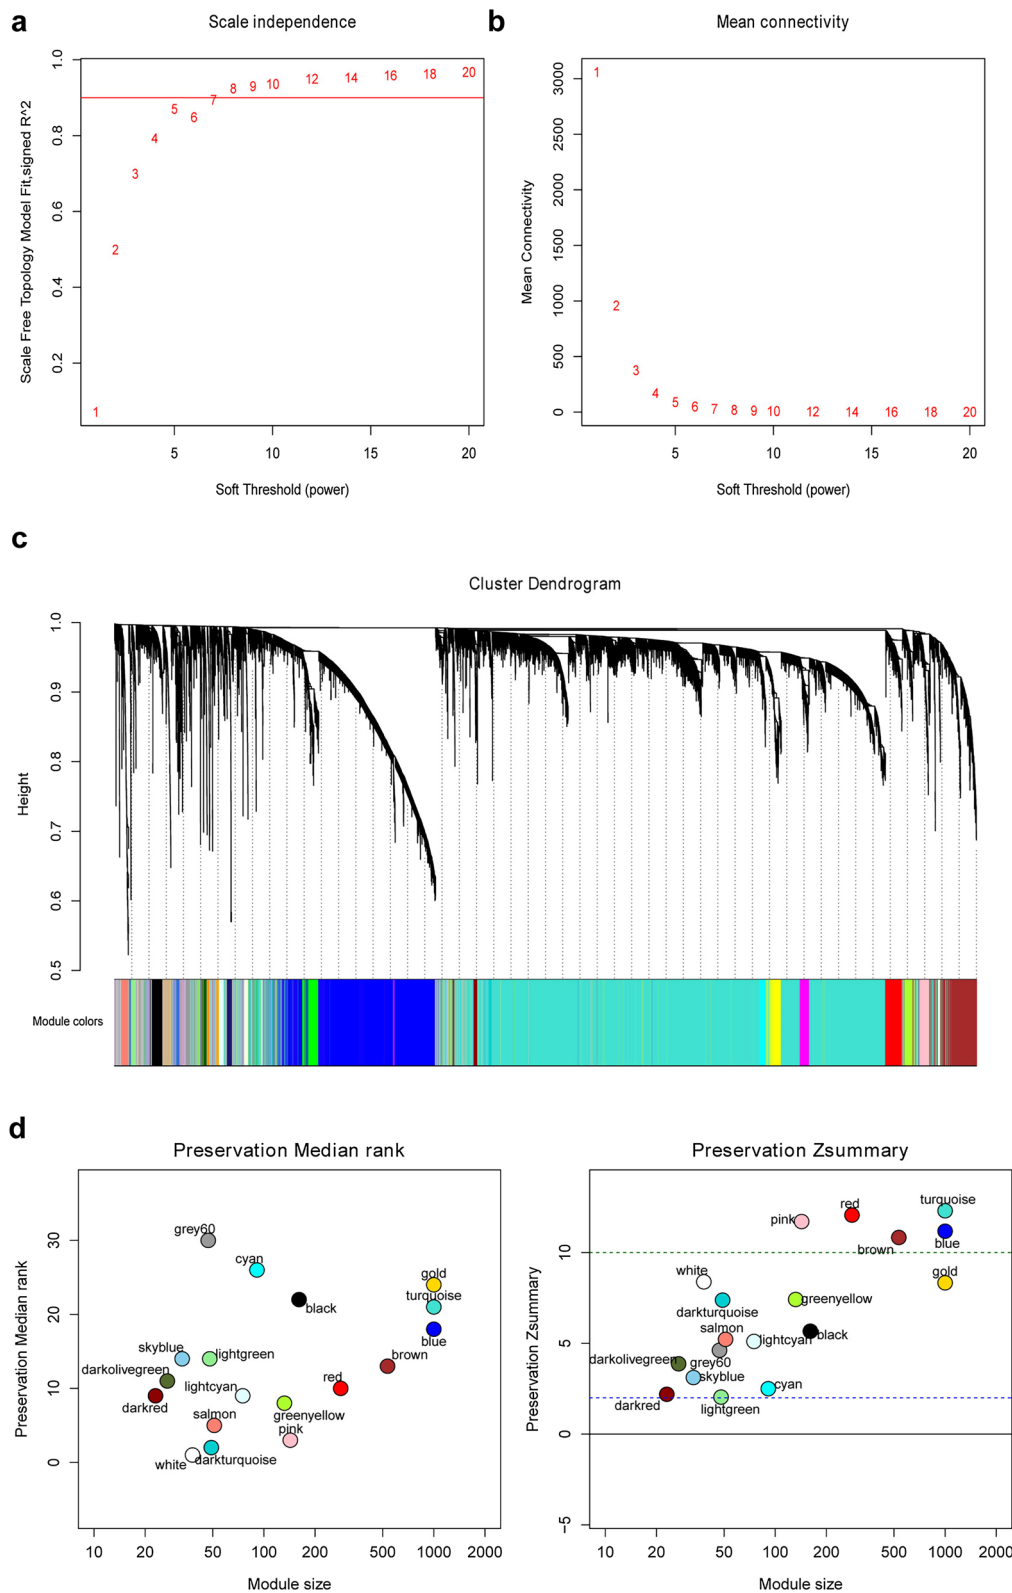 a
Scale independence
Scale Free Topology Model Fit,signed R^2
0.2 0.4 0.6 0.8 1.0
1 2 3 4 5 6 7 8 9 10 12 14 16 18 20
5 10 15 20
Soft Threshold (power)
b
Mean connectivity
Mean Connectivity
0 500 1000 1500 2000 2500 3000
1 2 3 4 5 6 7 8 9 10 12 14 16 18 20
5 10 15 20
Soft Threshold (power)
c
Cluster Dendrogram
Height
0.5 0.6 0.7 0.8 0.9 1.0
Module colors
d
Preservation Median rank
Preservation Median rank
0 10 20 30
grey60
cyan
gold
black
turquoise
blue
skyblue
lightgreen
brown
darkolivegreen
red
lightcyan
darkred
salmon
greenyellow
pink
white
darkturquoise
10 20 50 100 200 500 1000 2000
Module size
Preservation Zsummary
Preservation Zsummary
−5 0 5 10
turquoise
red
pink
blue
brown
white
gold
greenyellow
darkturquoise
salmon
lightcyan
black
darkolivegreen
grey60
skyblue
cyan
darkred
lightgreen
10 20 50 100 200 500 1000 2000
Module size